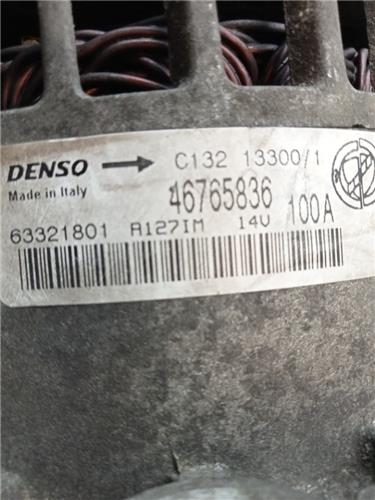 DENSO → C132 13300/1
Made in Italy 46765836
63321801 A127IM 14V 100A